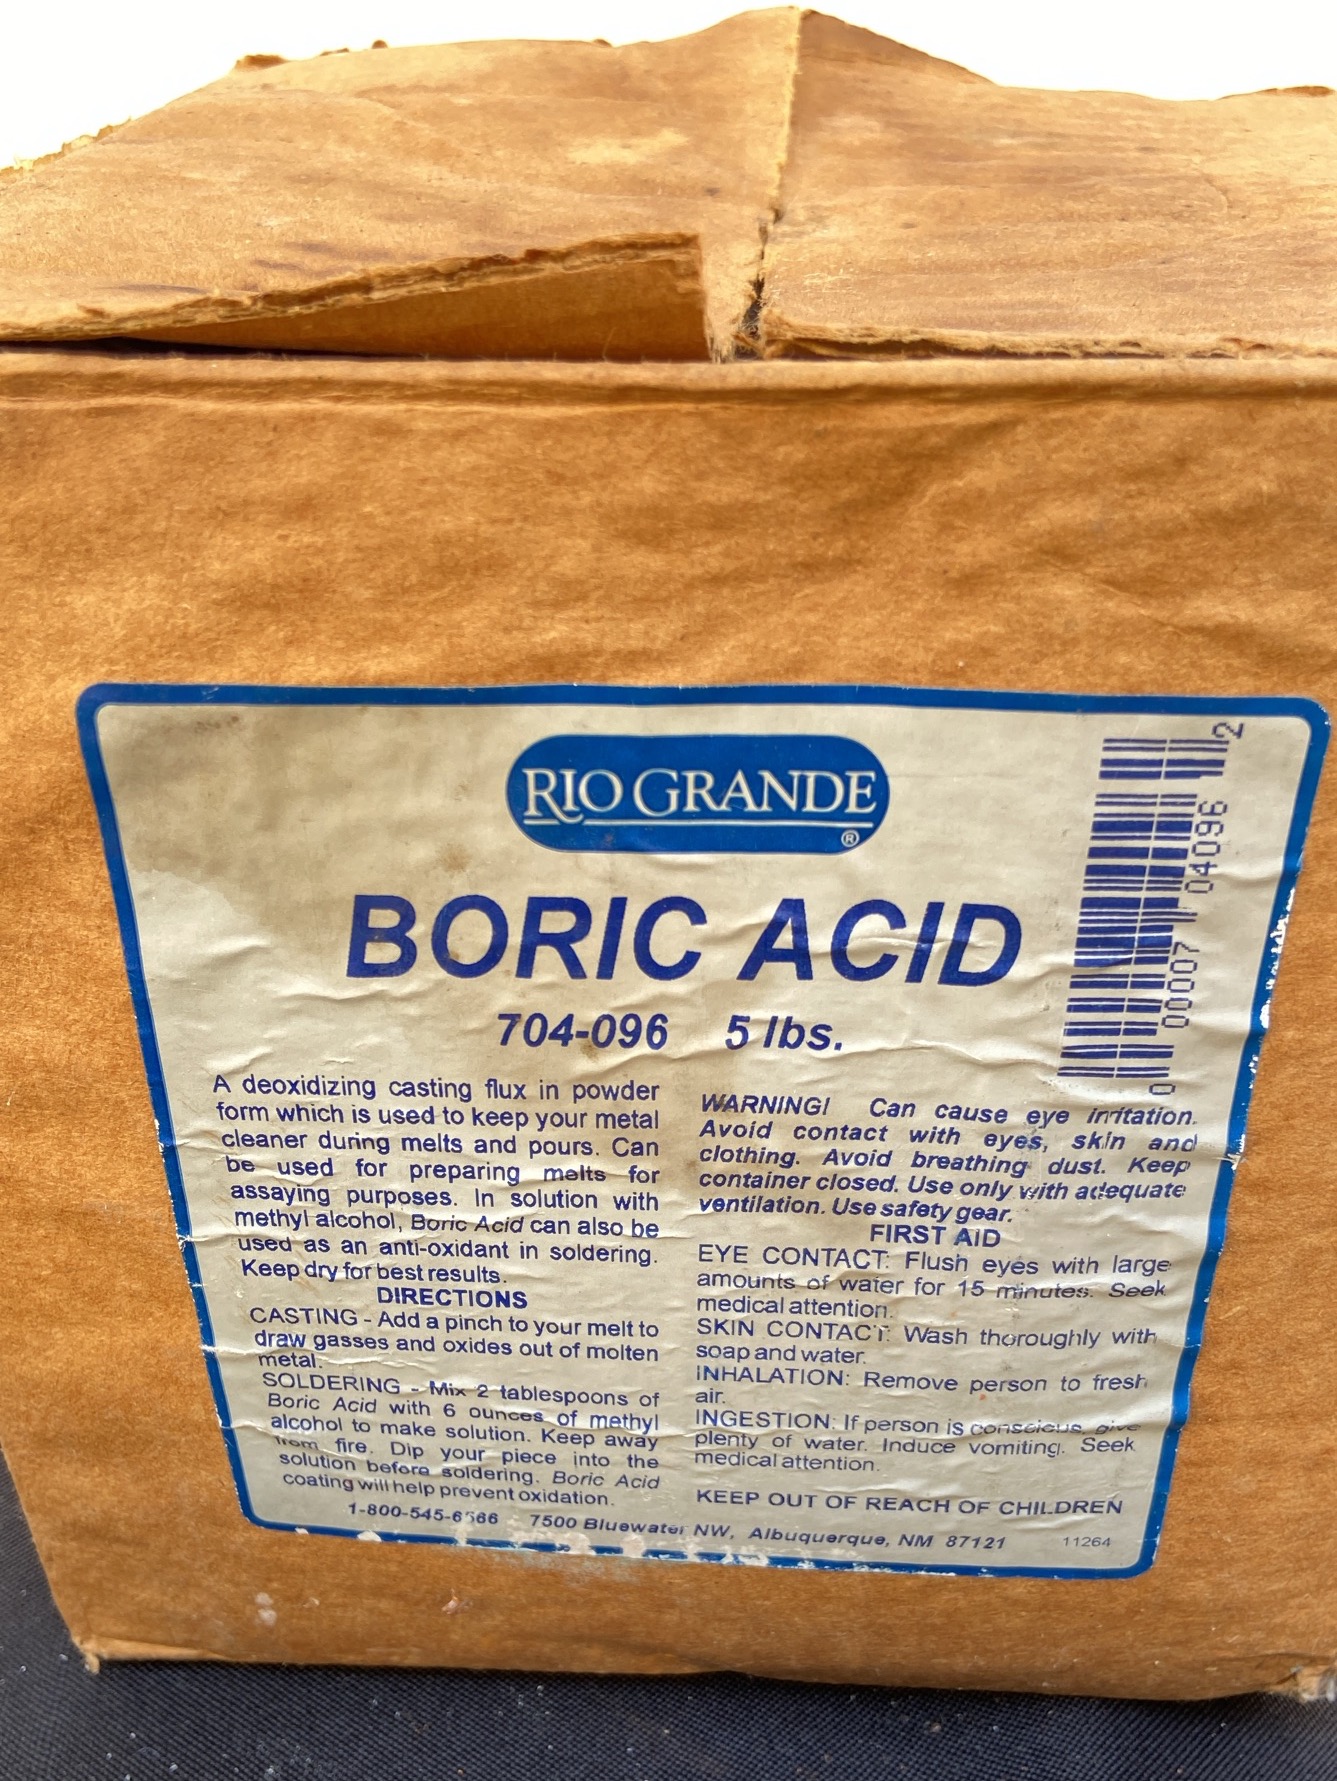 RIO GRANDE
®
BORIC ACID
704-096 5 lbs.
0 00007 04096 2
A deoxidizing casting flux in powder
form which is used to keep your metal
cleaner during melts and pours. Can
be used for preparing melts for
assaying purposes. In solution with
methyl alcohol, Boric Acid can also be
used as an anti-oxidant in soldering.
Keep dry for best results.
DIRECTIONS
CASTING - Add a pinch to your melt to
draw gasses and oxides out of molten
metal.
SOLDERING - Mix 2 tablespoons of
Boric Acid with 6 ounces of methyl
alcohol to make solution. Keep away
from fire. Dip your piece into the
solution before soldering. Boric Acid
coating will help prevent oxidation.
WARNING! Can cause eye irritation.
Avoid contact with eyes, skin and
clothing. Avoid breathing dust. Keep
container closed. Use only with adequate
ventilation. Use safety gear.
FIRST AID
EYE CONTACT: Flush eyes with large
amounts of water for 15 minutes. Seek
medical attention.
SKIN CONTACT: Wash thoroughly with
soap and water.
INHALATION: Remove person to fresh
air.
INGESTION: If person is conscious, give
plenty of water. Induce vomiting. Seek
medical attention.
KEEP OUT OF REACH OF CHILDREN
1-800-545-6566 7500 Bluewater NW, Albuquerque, NM 87121 11264